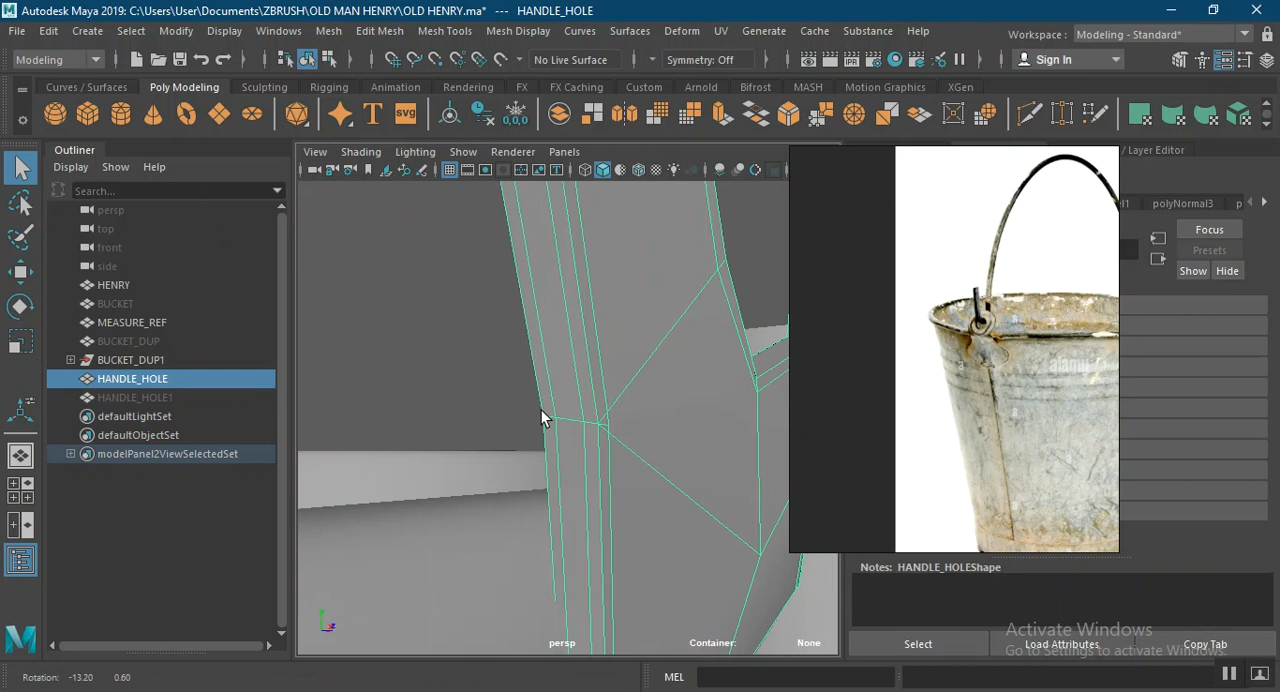 Autodesk Maya 2019: C:\Users\User\Documents\ZBRUSH\OLD MAN HENRY\OLD HENRY.ma* --- HANDLE_HOLE
File Edit Create Select Modify Display Windows Mesh Edit Mesh Mesh Tools Mesh Display Curves Surfaces Deform UV Generate Cache Substance Help
Workspace : Modeling - Standard*
Modeling No Live Surface Symmetry: Off IPR Sign In
Curves / Surfaces Poly Modeling Sculpting Rigging Animation Rendering FX FX Caching Custom Arnold Bifrost MASH Motion Graphics XGen
T SVG 0,0,0
Outliner
Display Show Help
Search...
persp
top
front
side
HENRY
BUCKET
MEASURE_REF
BUCKET_DUP
BUCKET_DUP1
HANDLE_HOLE
HANDLE_HOLE1
defaultLightSet
defaultObjectSet
modelPanel2ViewSelectedSet
View Shading Lighting Show Renderer Panels
persp
Container: None
alamy
a
a
/ Layer Editor
polyNormal3
Focus
Presets
Show Hide
Notes: HANDLE_HOLEShape
Select Load Attributes Copy Tab
Activate Windows
Go to Settings to activate Windows.
Rotation: -13.20 0.60
MEL